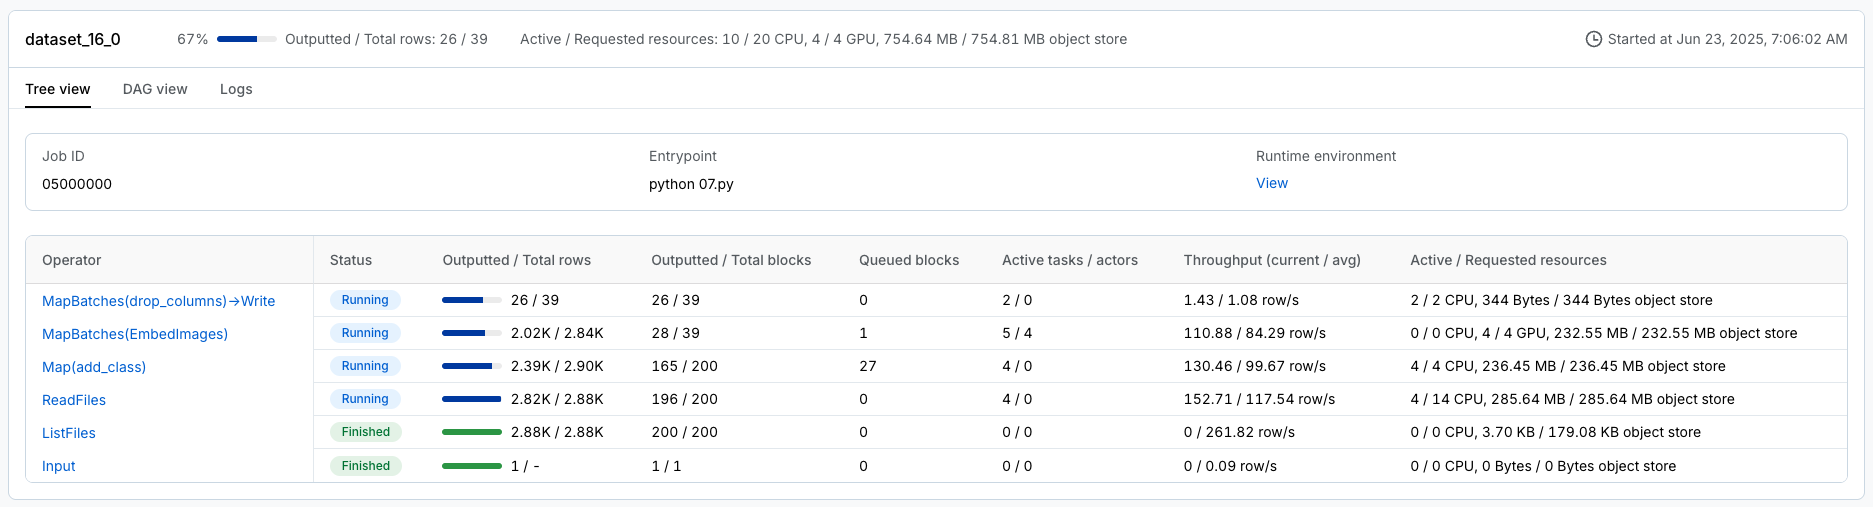 dataset_16_0 67% Outputted / Total rows: 26 / 39 Active / Requested resources: 10 / 20 CPU, 4 / 4 GPU, 754.64 MB / 754.81 MB object store Started at Jun 23, 2025, 7:06:02 AM
Tree view DAG view Logs
Job ID Entrypoint Runtime environment
05000000 python 07.py View
Operator Status Outputted / Total rows Outputted / Total blocks Queued blocks Active tasks / actors Throughput (current / avg) Active / Requested resources
MapBatches(drop_columns)→Write Running 26 / 39 26 / 39 0 2 / 0 1.43 / 1.08 row/s 2 / 2 CPU, 344 Bytes / 344 Bytes object store
MapBatches(EmbedImages) Running 2.02K / 2.84K 28 / 39 1 5 / 4 110.88 / 84.29 row/s 0 / 0 CPU, 4 / 4 GPU, 232.55 MB / 232.55 MB object store
Map(add_class) Running 2.39K / 2.90K 165 / 200 27 4 / 0 130.46 / 99.67 row/s 4 / 4 CPU, 236.45 MB / 236.45 MB object store
ReadFiles Running 2.82K / 2.88K 196 / 200 0 4 / 0 152.71 / 117.54 row/s 4 / 14 CPU, 285.64 MB / 285.64 MB object store
ListFiles Finished 2.88K / 2.88K 200 / 200 0 0 / 0 0 / 261.82 row/s 0 / 0 CPU, 3.70 KB / 179.08 KB object store
Input Finished 1 / - 1 / 1 0 0 / 0 0 / 0.09 row/s 0 / 0 CPU, 0 Bytes / 0 Bytes object store